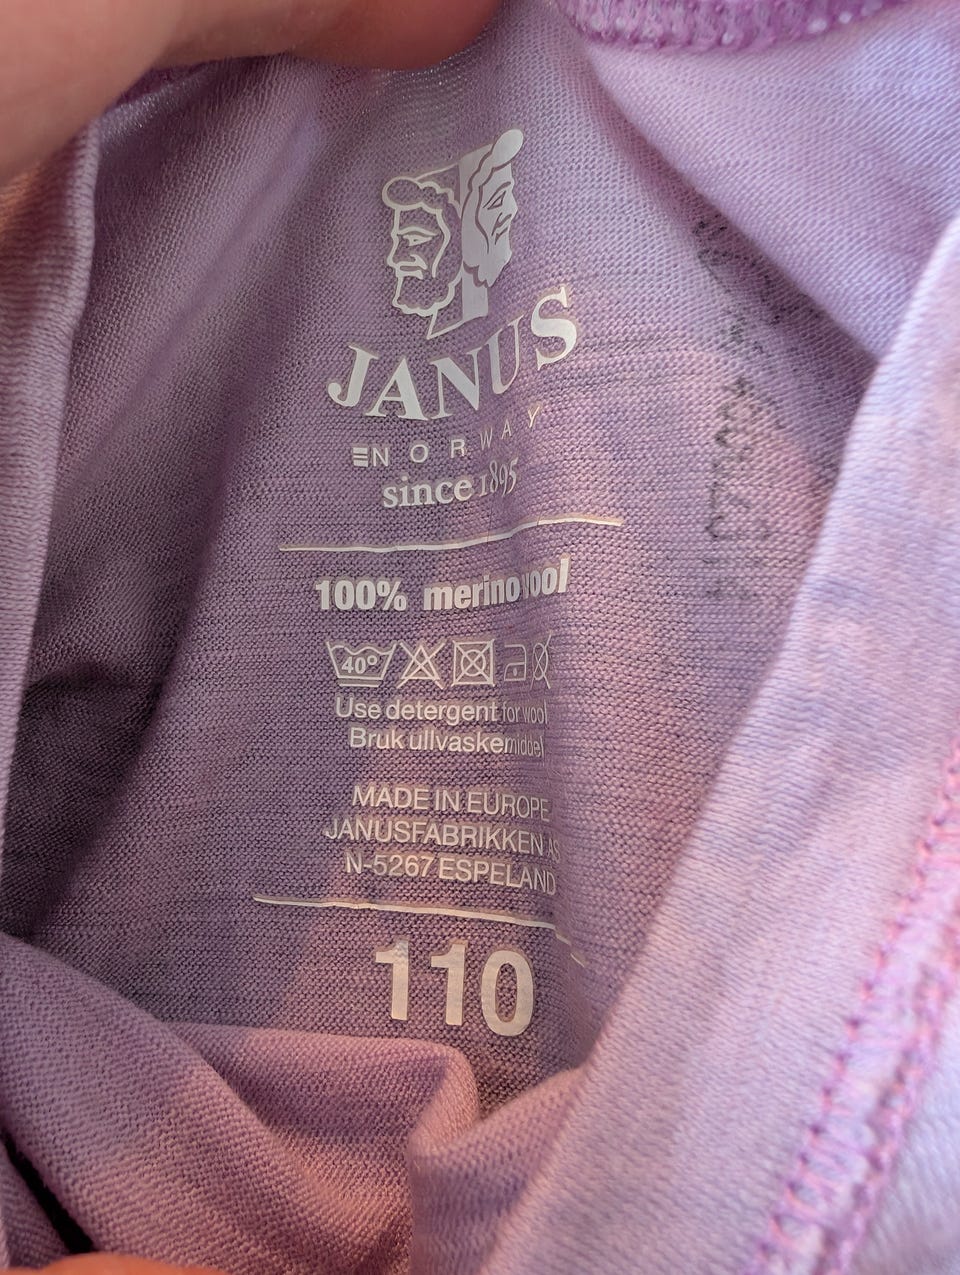 JANUS
NORWAY
since 1895
100% merino wool
40°
Use detergent for wool
Bruk ullvaskemiddel
MADE IN EUROPE
JANUSFABRIKKEN AS
N-5267 ESPELAND
110